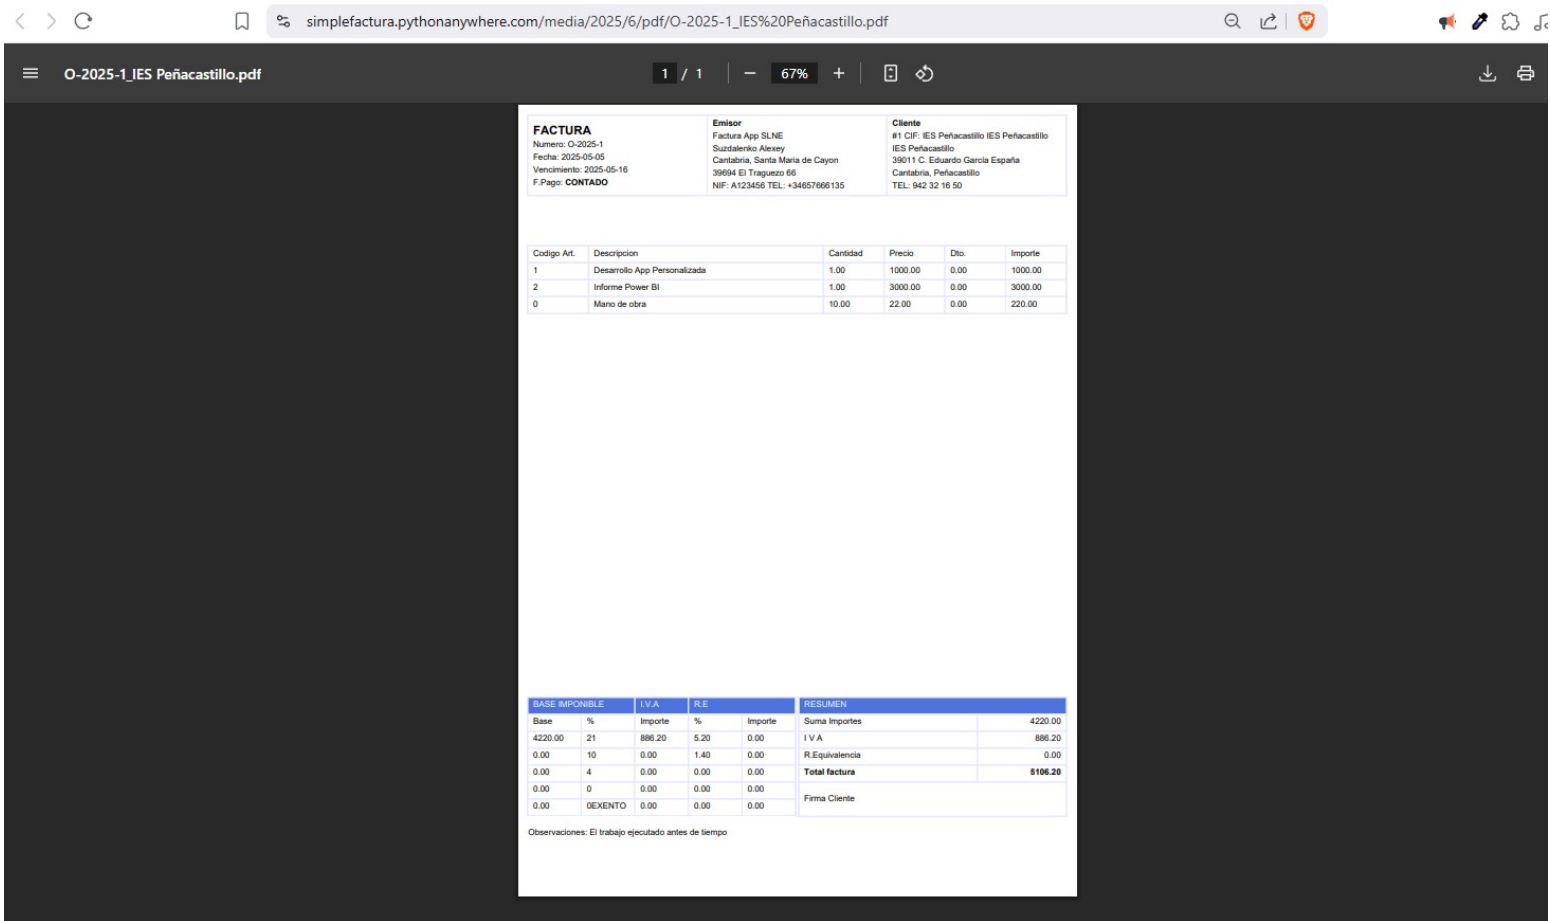 simplefactura.pythonanywhere.com/media/2025/6/pdf/O-2025-1_IES%20Peñacastillo.pdf
O-2025-1_IES Peñacastillo.pdf
1 / 1
67%
FACTURA
Numero: O-2025-1
Fecha: 2025-05-05
Vencimiento: 2025-05-16
F.Pago: CONTADO
Emisor
Factura App SLNE
Suzdalenko Alexey
Cantabria, Santa Maria de Cayon
39694 El Traguezo 66
NIF: A123456 TEL: +34657666135
Cliente
#1 CIF: IES Peñacastillo IES Peñacastillo
IES Peñacastillo
39011 C. Eduardo García España
Cantabria, Peñacastillo
TEL: 942 32 16 50
Codigo Art. Descripcion Cantidad Precio Dto. Importe
1 Desarrollo App Personalizada 1.00 1000.00 0.00 1000.00
2 Informe Power BI 1.00 3000.00 0.00 3000.00
0 Mano de obra 10.00 22.00 0.00 220.00
BASE IMPONIBLE I.V.A R.E
Base % Importe % Importe
4220.00 21 886.20 5.20 0.00
0.00 10 0.00 1.40 0.00
0.00 4 0.00 0.00 0.00
0.00 0 0.00 0.00 0.00
0.00 0EXENTO 0.00 0.00 0.00
RESUMEN
Suma Importes 4220.00
I V A 886.20
R.Equivalencia 0.00
Total factura 5106.20
Firma Cliente
Observaciones: El trabajo ejecutado antes de tiempo